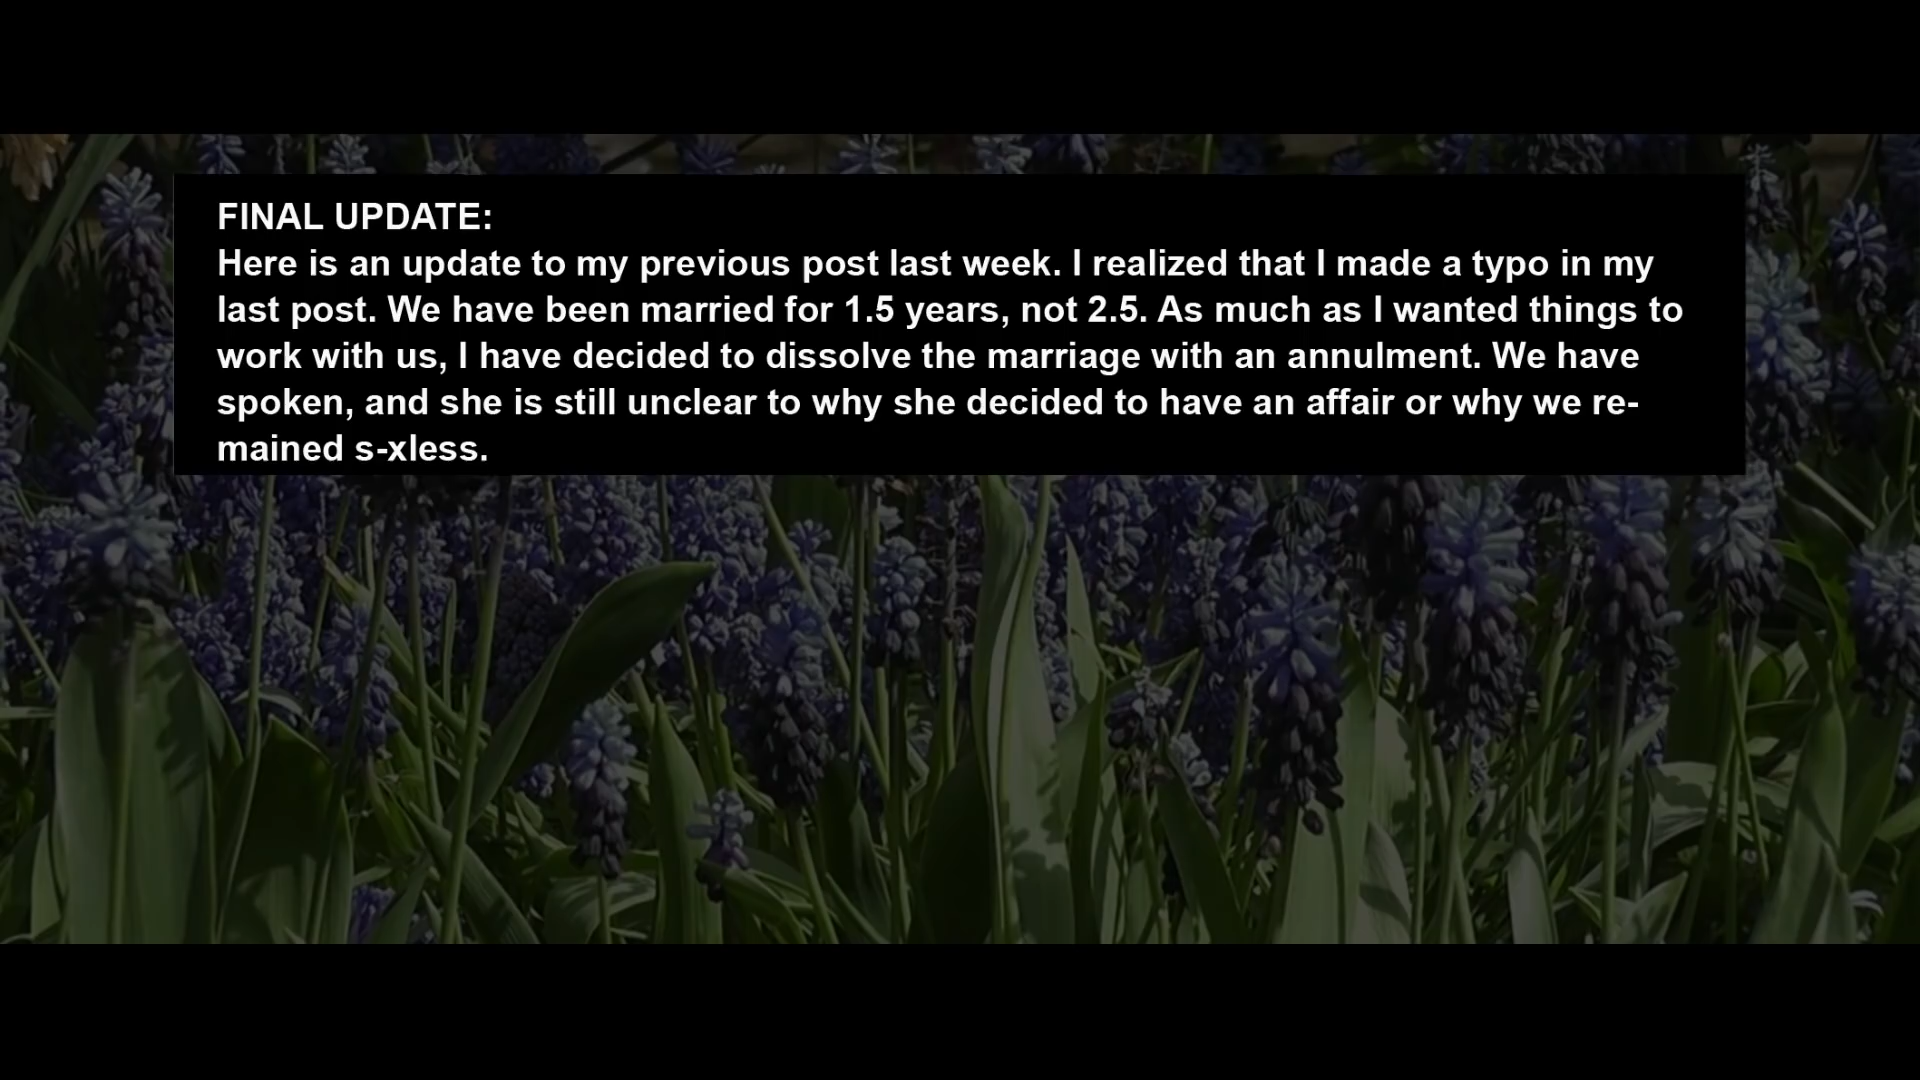 FINAL UPDATE:
Here is an update to my previous post last week. I realized that I made a typo in my
last post. We have been married for 1.5 years, not 2.5. As much as I wanted things to
work with us, I have decided to dissolve the marriage with an annulment. We have
spoken, and she is still unclear to why she decided to have an affair or why we re-
mained s-xless.